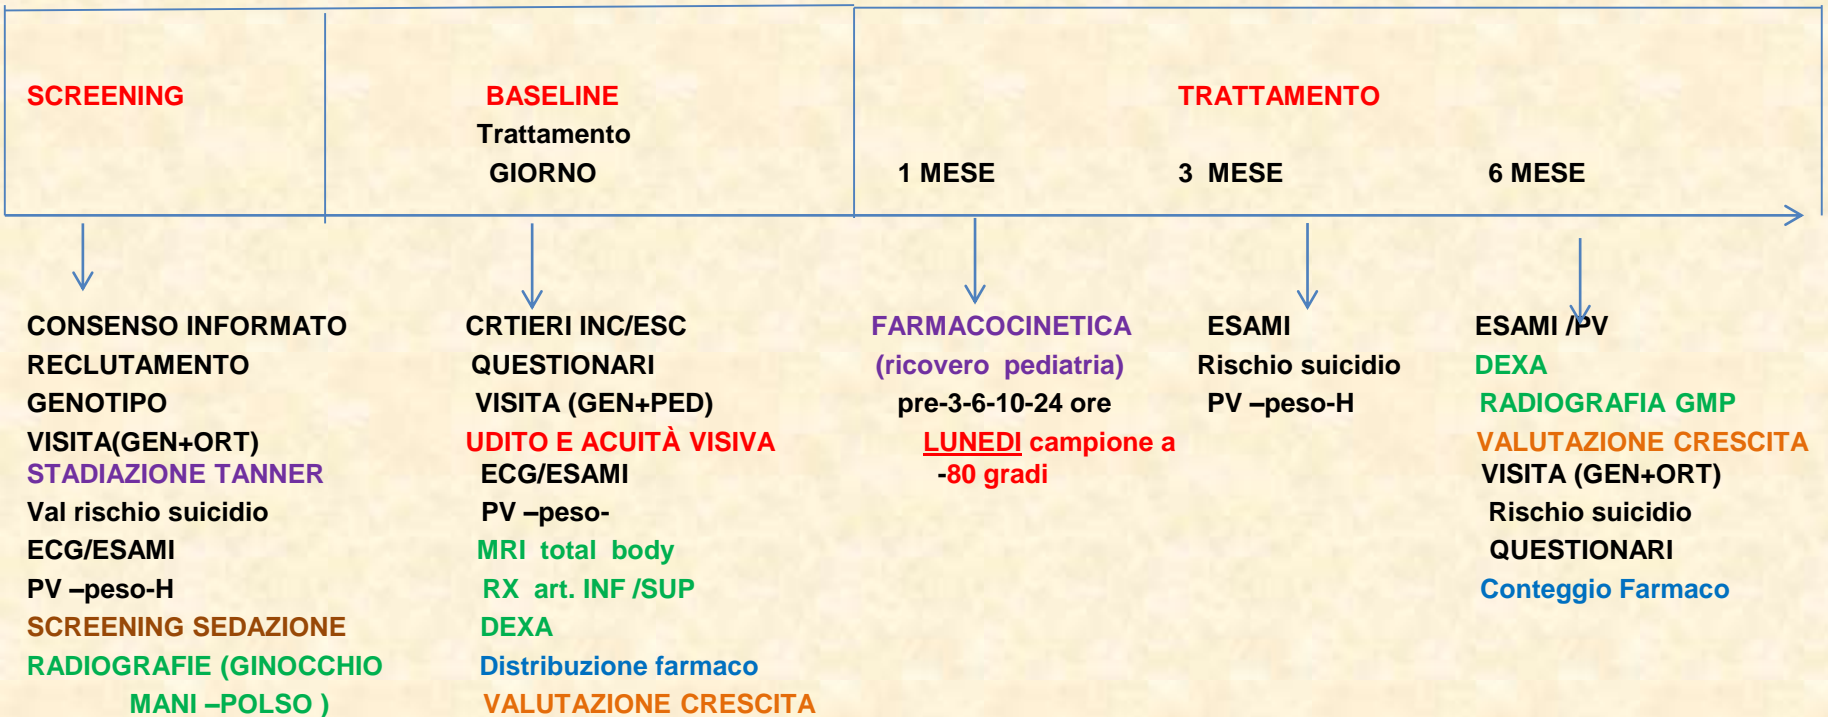 SCREENING
BASELINE
Trattamento
GIORNO
TRATTAMENTO
1 MESE
3 MESE
6 MESE
CONSENSO INFORMATO
RECLUTAMENTO
GENOTIPO
VISITA(GEN+ORT)
STADIAZIONE TANNER
Val rischio suicidio
ECG/ESAMI
PV –peso-H
SCREENING SEDAZIONE
RADIOGRAFIE (GINOCCHIO
MANI –POLSO )
CRTIERI INC/ESC
QUESTIONARI
VISITA (GEN+PED)
UDITO E ACUITÀ VISIVA
ECG/ESAMI
PV –peso-
MRI total body
RX art. INF /SUP
DEXA
Distribuzione farmaco
VALUTAZIONE CRESCITA
FARMACOCINETICA
(ricovero pediatria)
pre-3-6-10-24 ore
LUNEDI campione a
-80 gradi
ESAMI
Rischio suicidio
PV –peso-H
ESAMI /PV
DEXA
RADIOGRAFIA GMP
VALUTAZIONE CRESCITA
VISITA (GEN+ORT)
Rischio suicidio
QUESTIONARI
Conteggio Farmaco